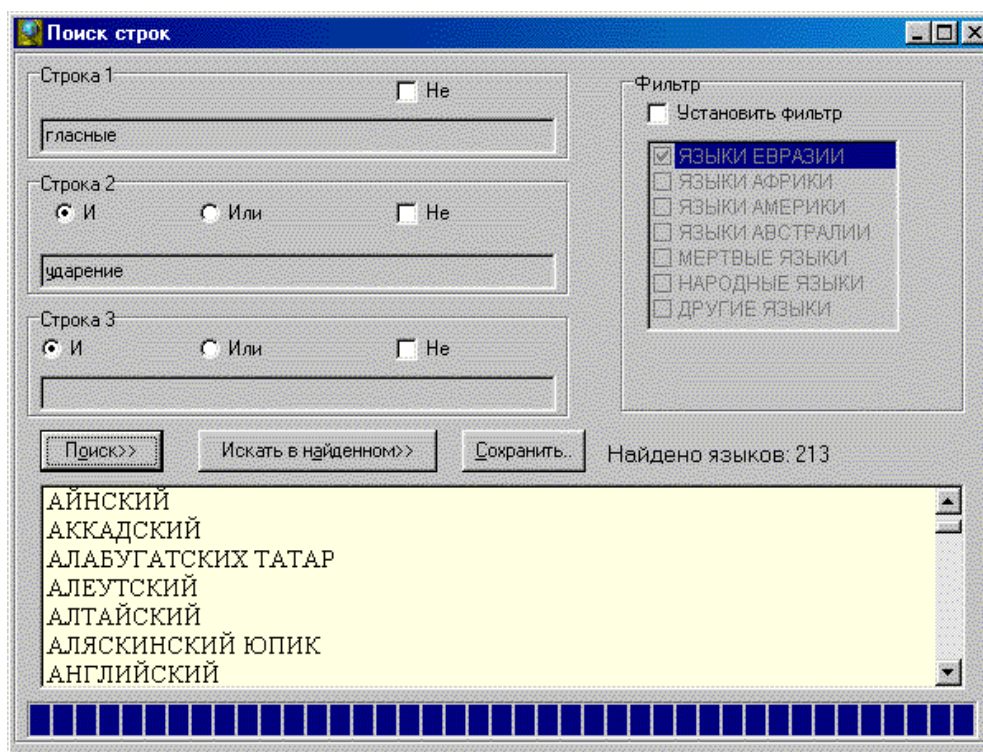 Поиск строк
Строка 1
Не
гласные
Строка 2
И Или Не
ударение
Строка 3
И Или Не
Фильтр
Установить фильтр
ЯЗЫКИ ЕВРАЗИИ
ЯЗЫКИ АФРИКИ
ЯЗЫКИ АМЕРИКИ
ЯЗЫКИ АВСТРАЛИИ
МЕРТВЫЕ ЯЗЫКИ
НАРОДНЫЕ ЯЗЫКИ
ДРУГИЕ ЯЗЫКИ
Поиск>> Искать в найденном>> Сохранить.. Найдено языков: 213
АЙНСКИЙ
АККАДСКИЙ
АЛАБУГАТСКИХ ТАТАР
АЛЕУТСКИЙ
АЛТАЙСКИЙ
АЛЯСКИНСКИЙ ЮПИК
АНГЛИЙСКИЙ